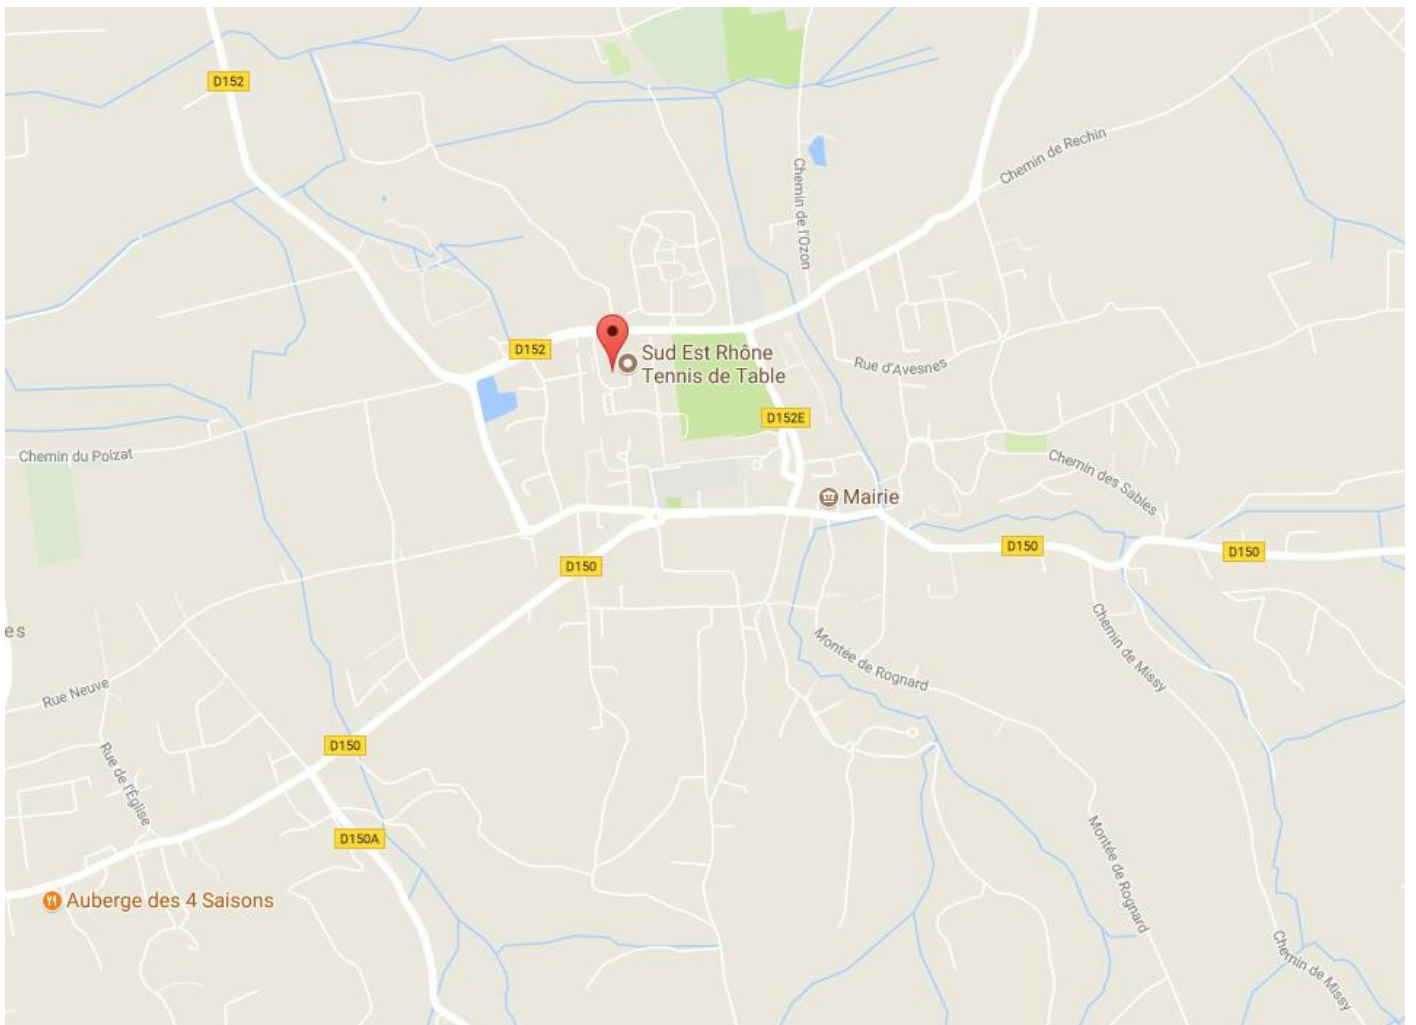 D152
Chemin de Rechin
Chemin de l'Ozon
D152
Sud Est Rhône
Tennis de Table
Rue d'Avesnes
D152E
Chemin du Poizat
Chemin des Sables
Mairie
D150
D150
D150
es
Chemin de Missy
Montée de Rognard
Rue Neuve
D150
Rue de l'Église
D150A
Montée de Rognard
Auberge des 4 Saisons
Chemin de Missy